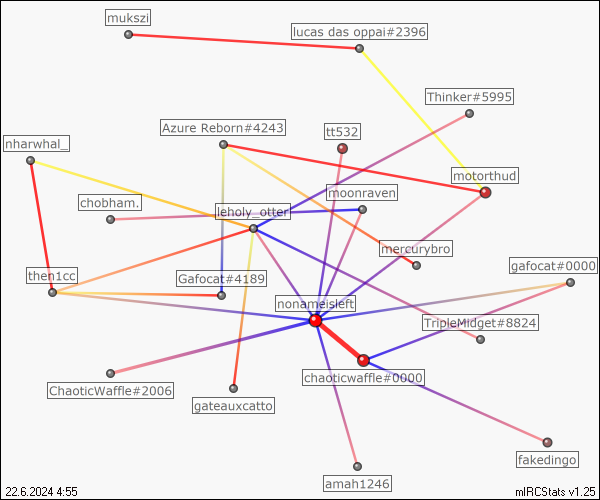 mukszi
lucas das oppai#2396
Thinker#5995
Azure Reborn#4243
tt532
nharwhal_
motorthud
moonraven
chobham.
leholy_otter
mercurybro
gafocat#0000
then1cc
Gafocat#4189
nonameisleft
TripleMidget#8824
chaoticwaffle#0000
ChaoticWaffle#2006
gateauxcatto
fakedingo
amah1246
22.6.2024 4:55
mIRCStats v1.25